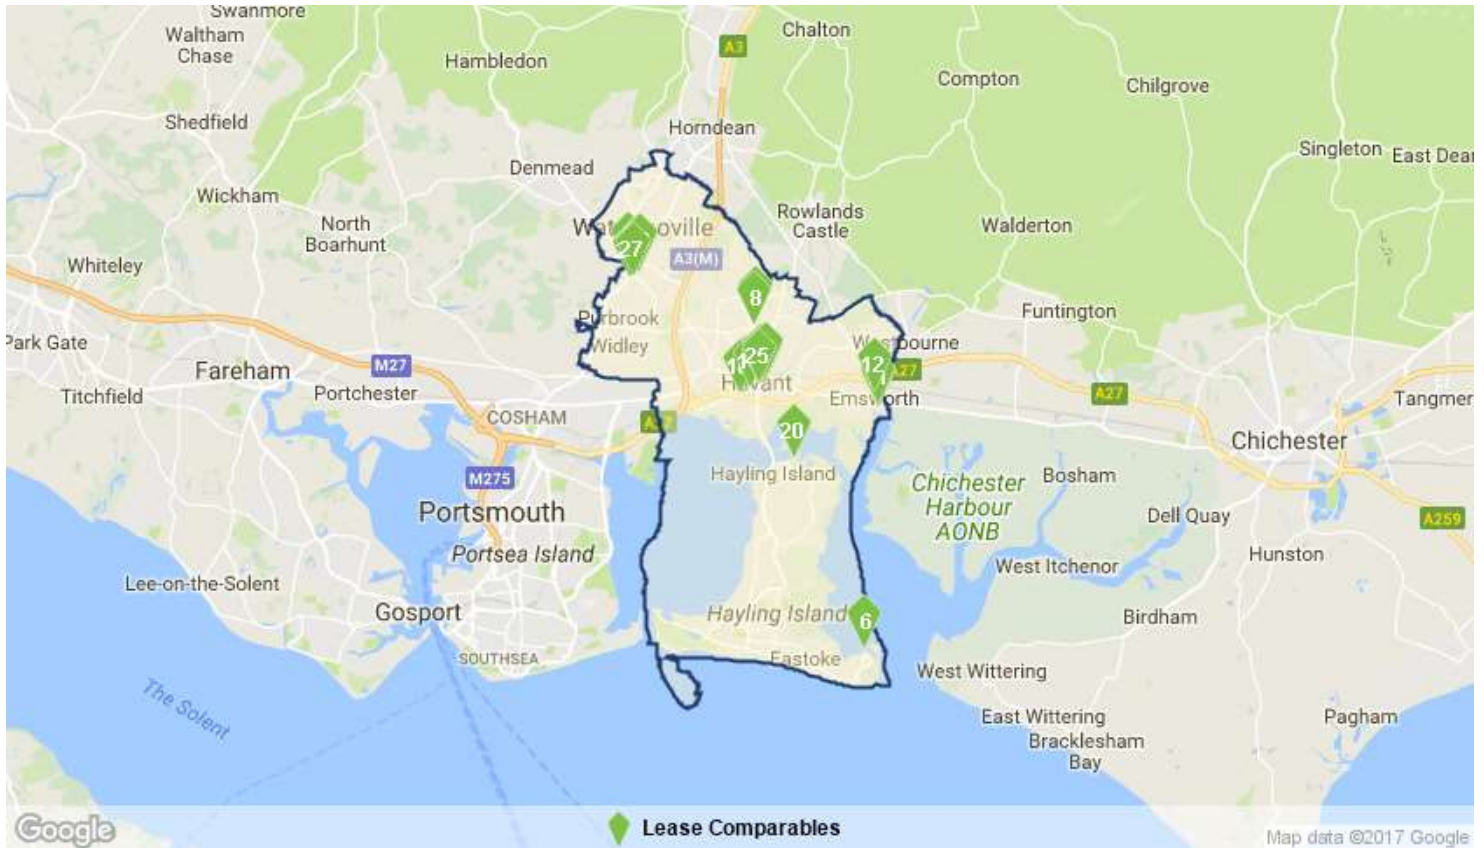 Swanmore
Waltham
Chase
Hambledon
A3
Chalton
Compton
Chilgrove
Shedfield
Horndean
Denmead
Singleton
East Dear
Wickham
North
Boarhunt
Rowlands
Castle
Walderton
Whiteley
27
A3(M)
8
Funtington
Purbrook
Widley
Park Gate
Fareham
M27
Portchester
Titchfield
COSHAM
25
Havant
12
A27
Emsworth
A27
Tangmer
20
Chichester
M275
Hayling Island
Chichester
Harbour
AONB
Bosham
Portsmouth
Portsea Island
Dell Quay
A259
Hunston
West Itchenor
Lee-on-the-Solent
Gosport
Hayling Island
6
Birdham
SOUTHSEA
Eastoke
West Wittering
The Solent
East Wittering
Bracklesham
Bay
Pagham
Google
Lease Comparables
Map data ©2017 Google